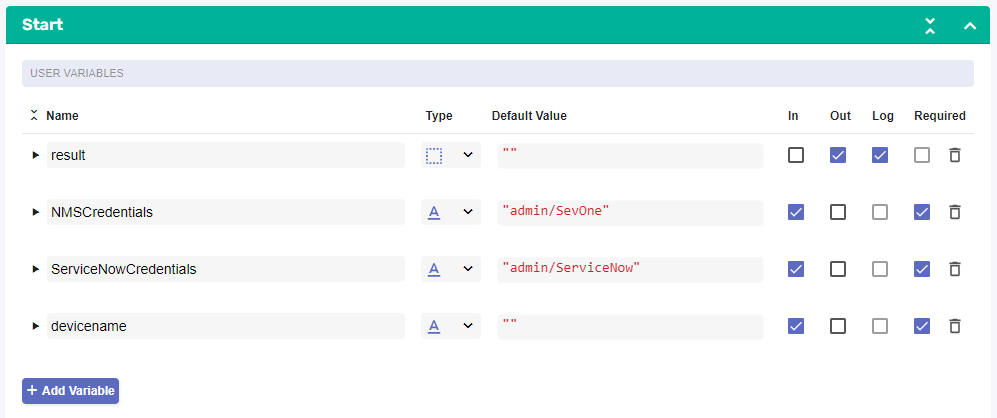 Start
USER VARIABLES
Name Type Default Value In Out Log Required
result ""
NMSCredentials A "admin/SevOne"
ServiceNowCredentials A "admin/ServiceNow"
devicename A ""
+ Add Variable